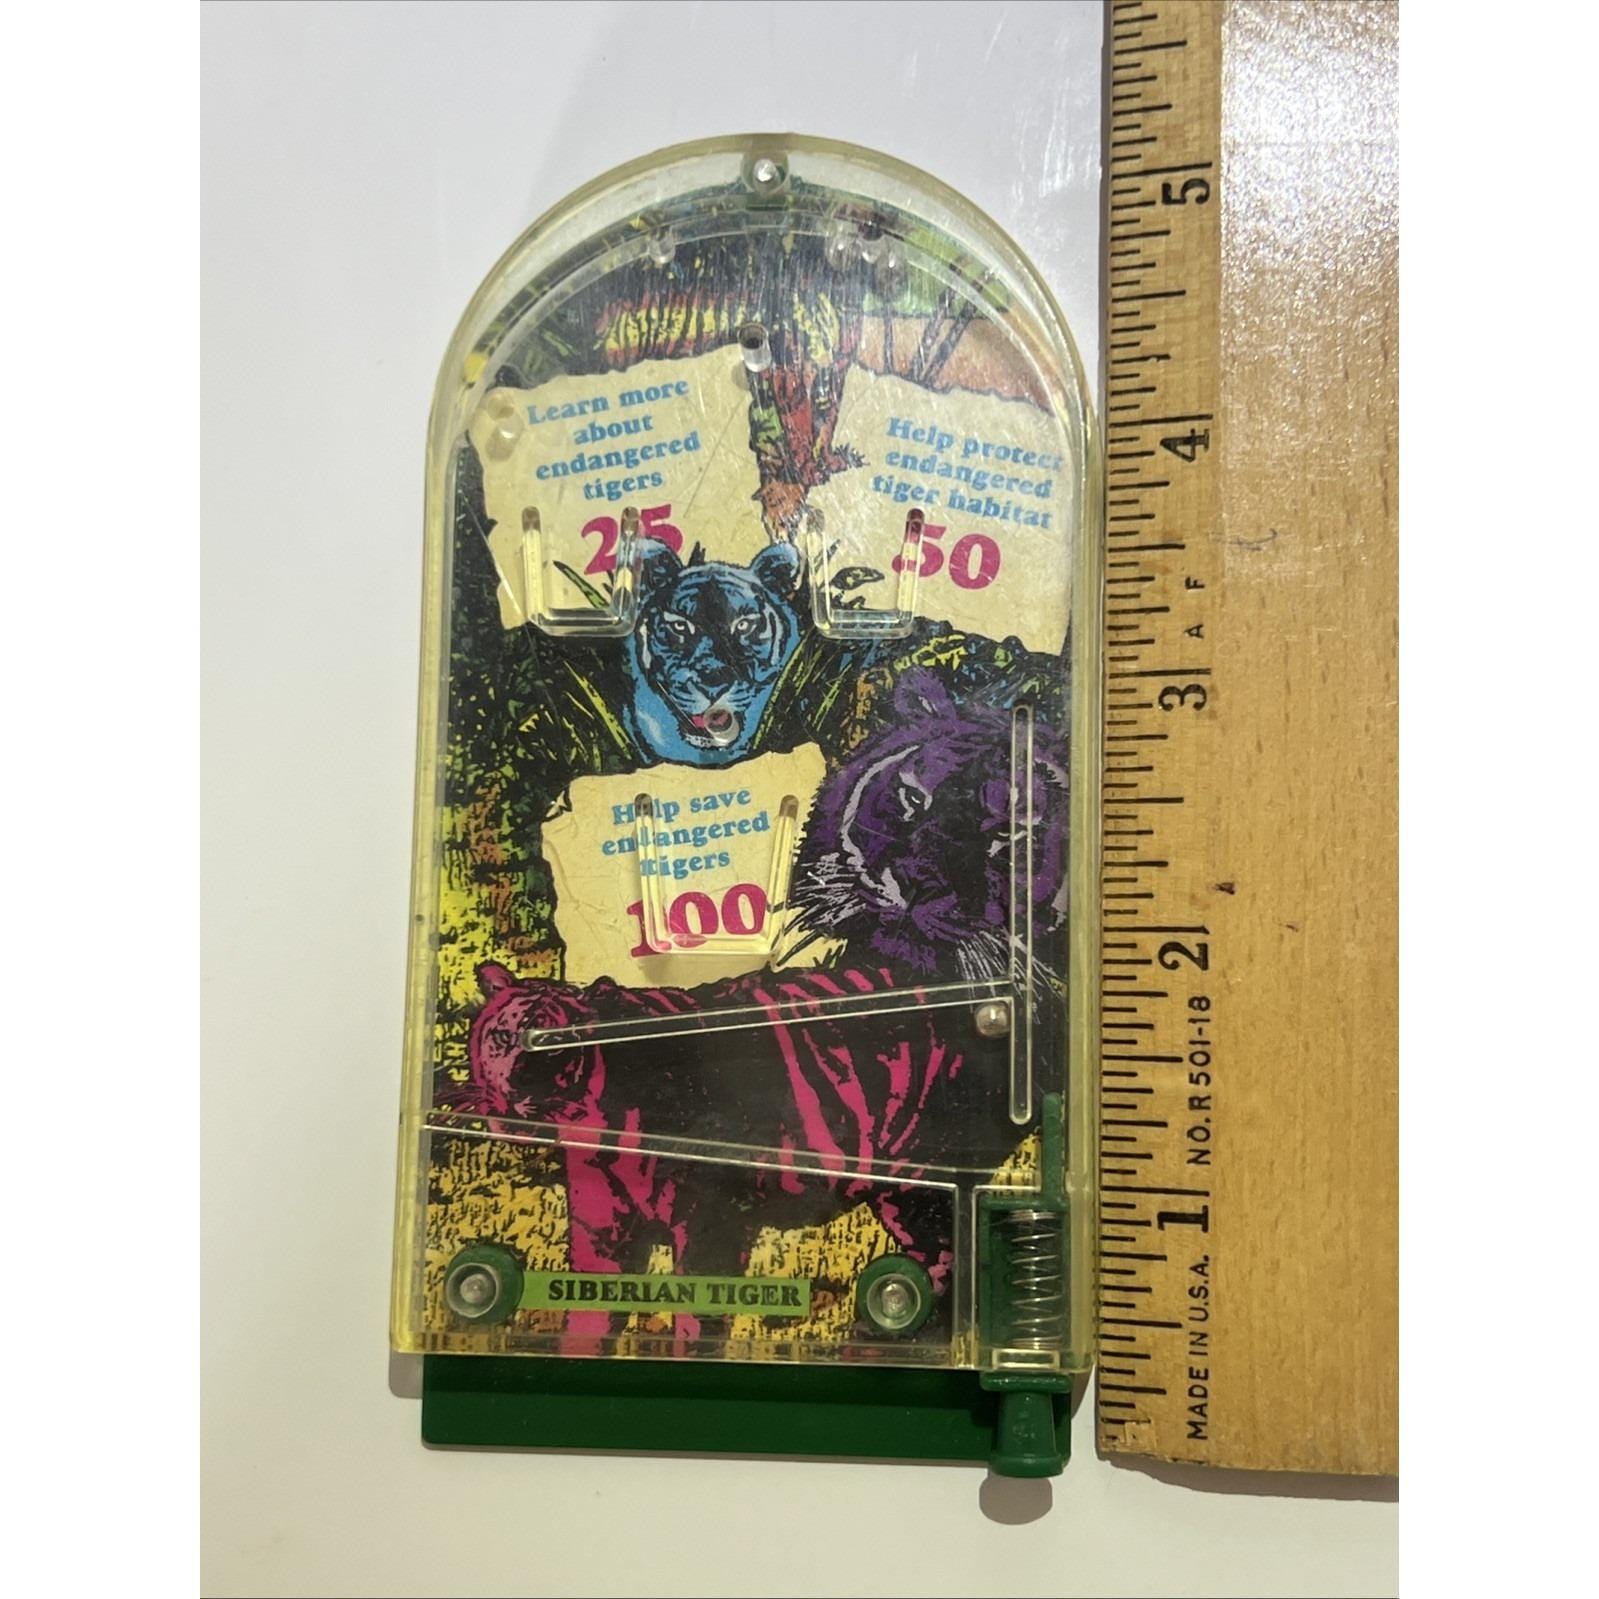 Learn more
about
endangered
tigers
25
Help protect
endangered
tiger habitat
50
Help save
endangered
tigers
100
SIBERIAN TIGER
5
4
3
2
1
A F
MADE IN U.S.A. NO. R 501-18